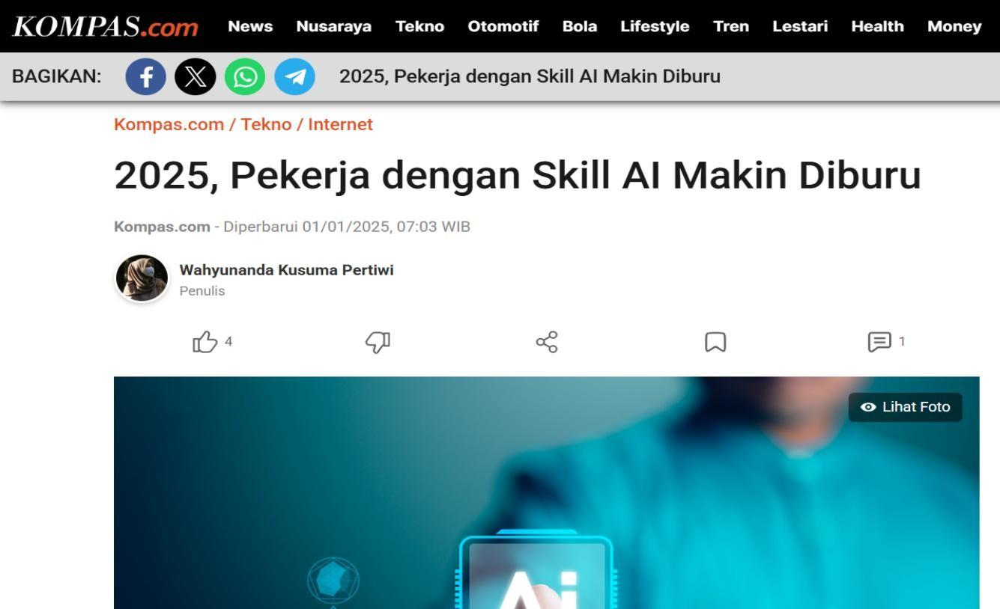 KOMPAS.com News Nusaraya Tekno Otomotif Bola Lifestyle Tren Lestari Health Money
BAGIKAN: 2025, Pekerja dengan Skill AI Makin Diburu
Kompas.com / Tekno / Internet
2025, Pekerja dengan Skill AI Makin Diburu
Kompas.com - Diperbarui 01/01/2025, 07:03 WIB
Wahyunanda Kusuma Pertiwi
Penulis
4 1
Lihat Foto
Ai